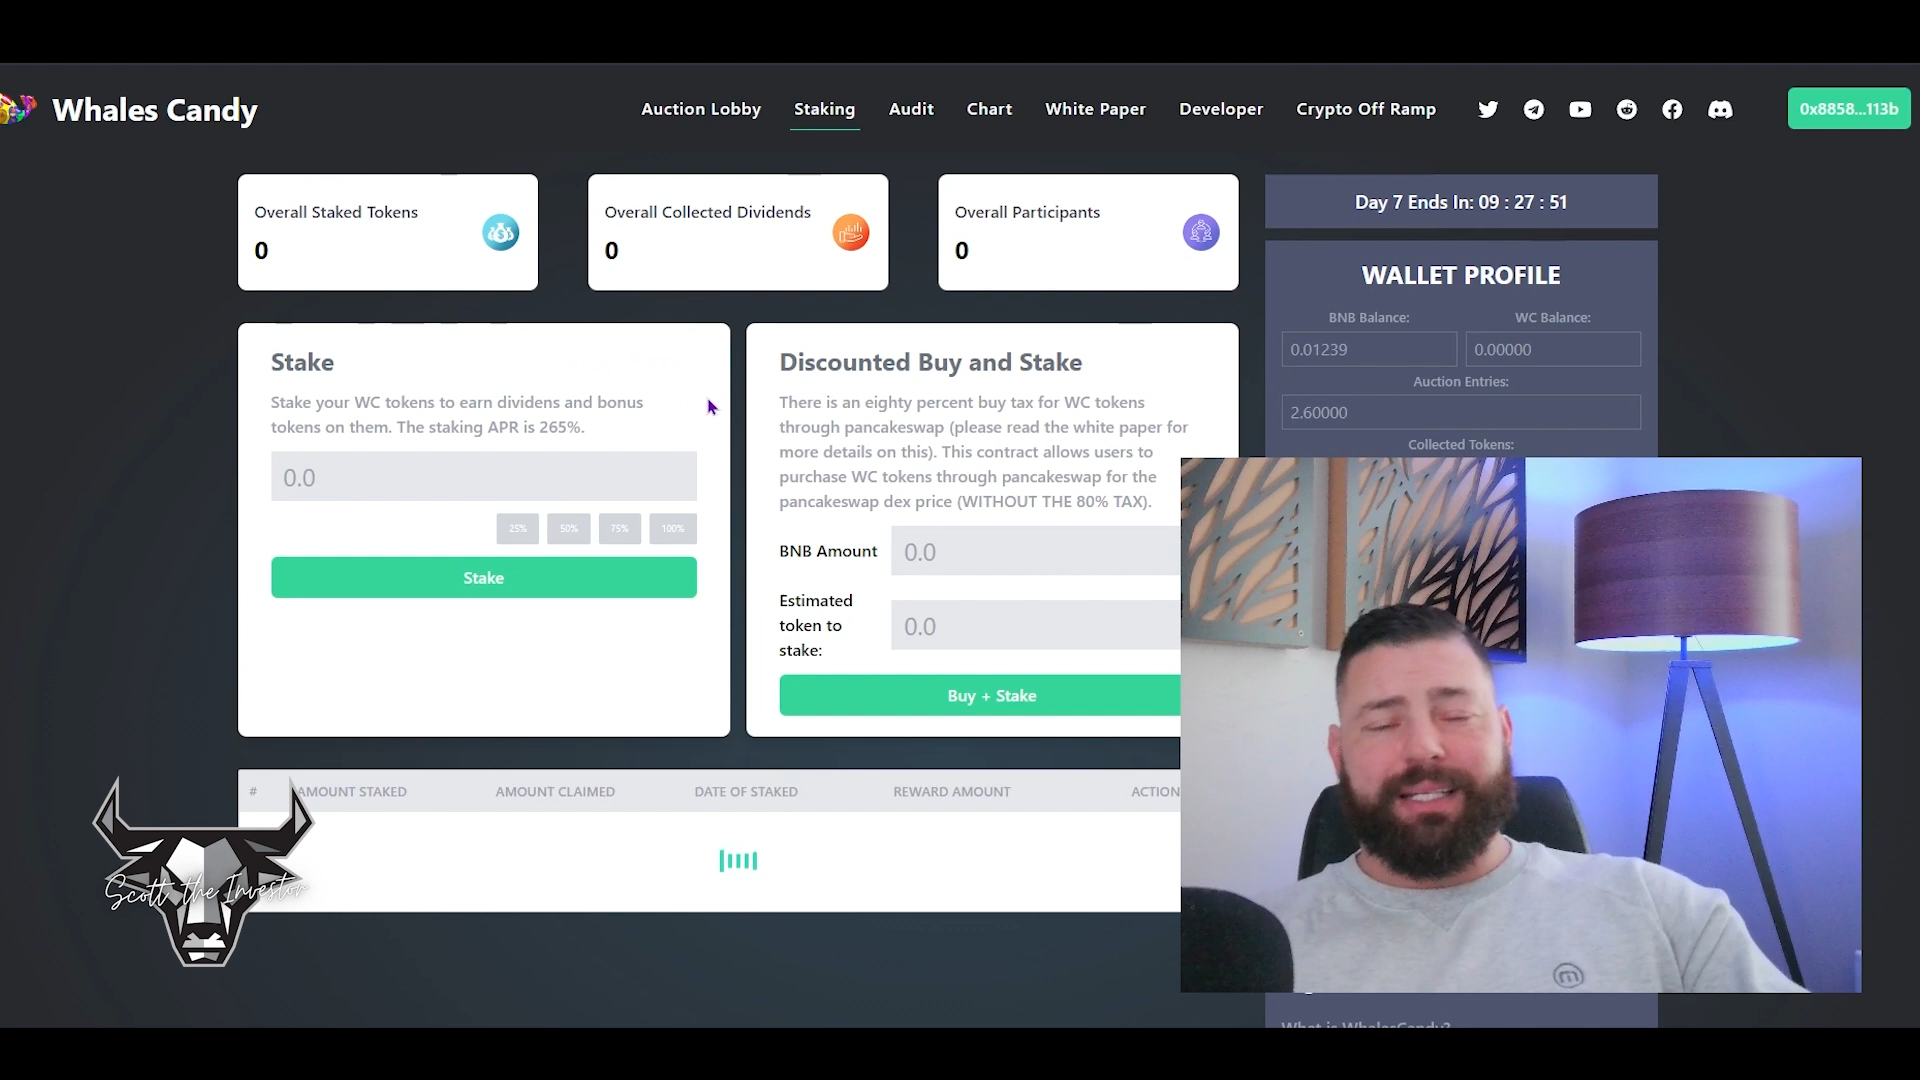 Whales Candy
Auction Lobby
Staking
Audit
Chart
White Paper
Developer
Crypto Off Ramp
0x8858...113b
Overall Staked Tokens
0
Overall Collected Dividends
0
Overall Participants
0
Day 7 Ends In: 09 : 27 : 51
WALLET PROFILE
BNB Balance:
WC Balance:
0.01239
0.00000
Auction Entries:
2.60000
Collected Tokens:
Stake
Stake your WC tokens to earn dividens and bonus
tokens on them. The staking APR is 265%.
0.0
25%
50%
75%
100%
Stake
Discounted Buy and Stake
There is an eighty percent buy tax for WC tokens
through pancakeswap (please read the white paper for
more details on this). This contract allows users to
purchase WC tokens through pancakeswap for the
pancakeswap dex price (WITHOUT THE 80% TAX).
BNB Amount
0.0
Estimated
token to
stake:
0.0
Buy + Stake
#
AMOUNT STAKED
AMOUNT CLAIMED
DATE OF STAKED
REWARD AMOUNT
ACTION
Scott the Investor
What is WhalesCandy?